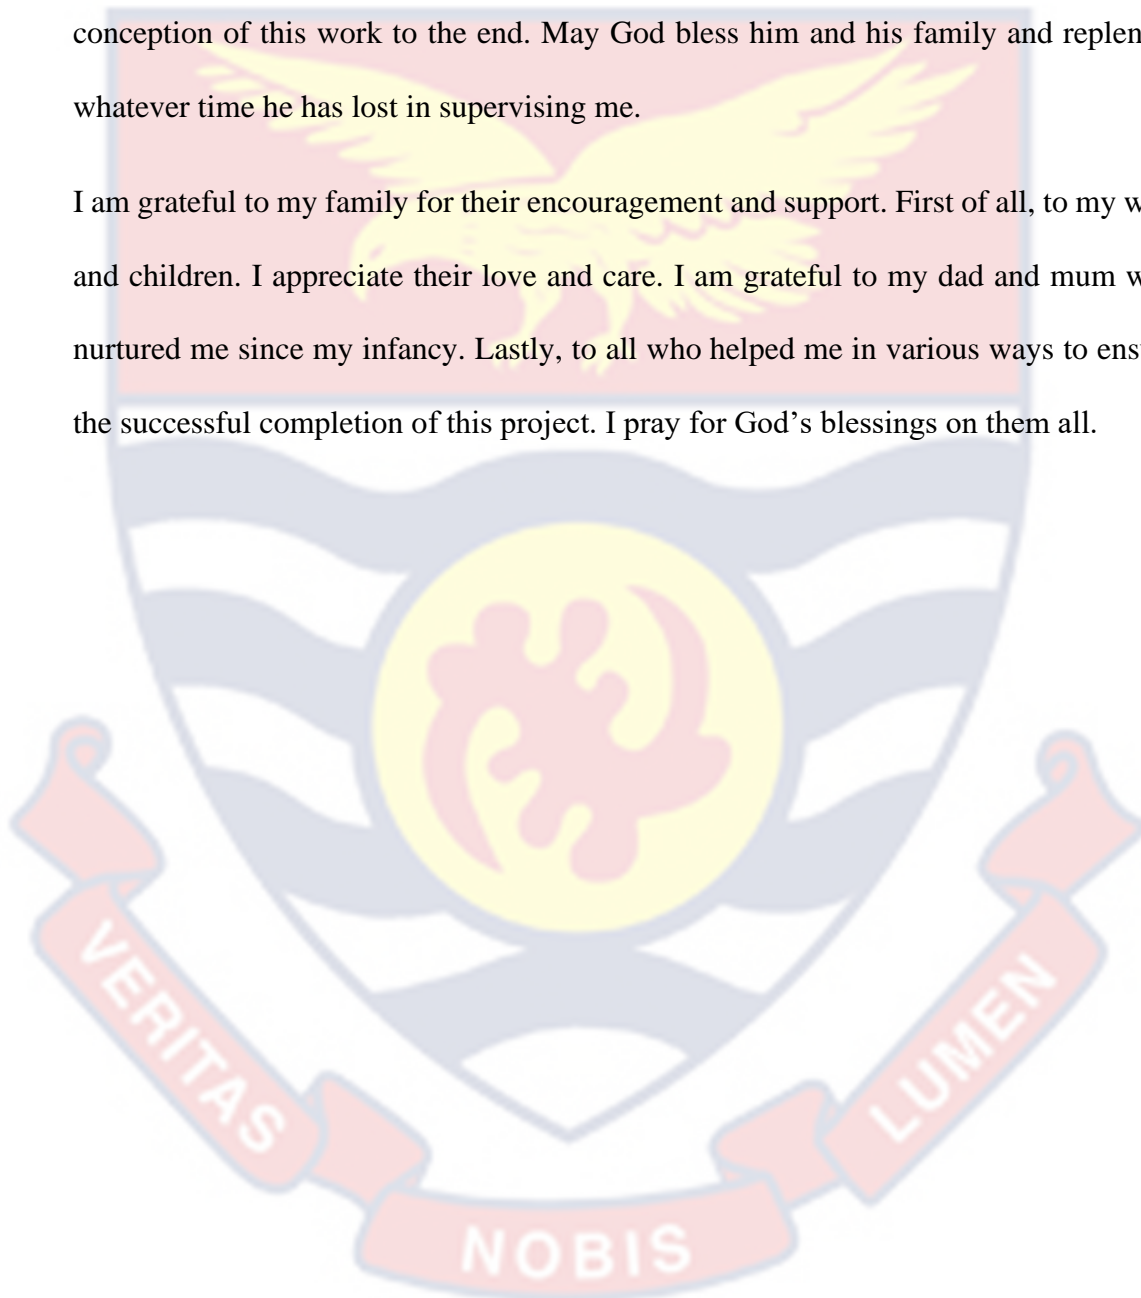 conception of this work to the end. May God bless him and his family and replen
whatever time he has lost in supervising me.
I am grateful to my family for their encouragement and support. First of all, to my w
and children. I appreciate their love and care. I am grateful to my dad and mum w
nurtured me since my infancy. Lastly, to all who helped me in various ways to ens
the successful completion of this project. I pray for God’s blessings on them all.
VERITAS
NOBIS
LUMEN